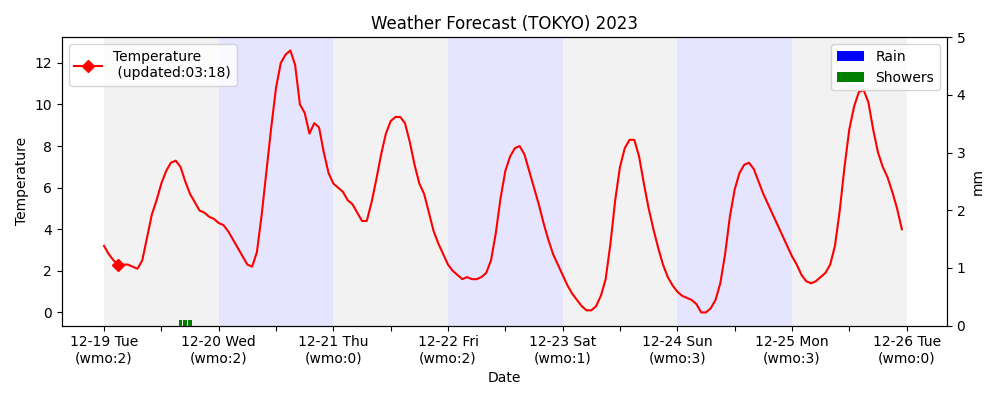 Weather Forecast (TOKYO) 2023
Temperature
(updated:03:18)
Rain
Showers
Temperature
12
10
8
6
4
2
0
5
4
3
2
1
0
mm
12-19 Tue
(wmo:2)
12-20 Wed
(wmo:2)
12-21 Thu
(wmo:0)
12-22 Fri
(wmo:2)
12-23 Sat
(wmo:1)
12-24 Sun
(wmo:3)
12-25 Mon
(wmo:3)
12-26 Tue
(wmo:0)
Date